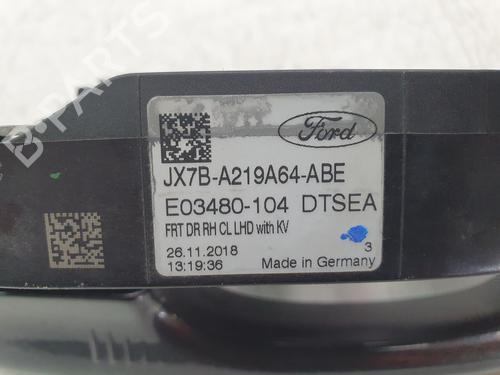 B-PARTS
Ford
JX7B-A219A64-ABE
E03480-104 DTSEA
FRT DR RH CL LHD with KV
26.11.2018
3
13:19:36 Made in Germany